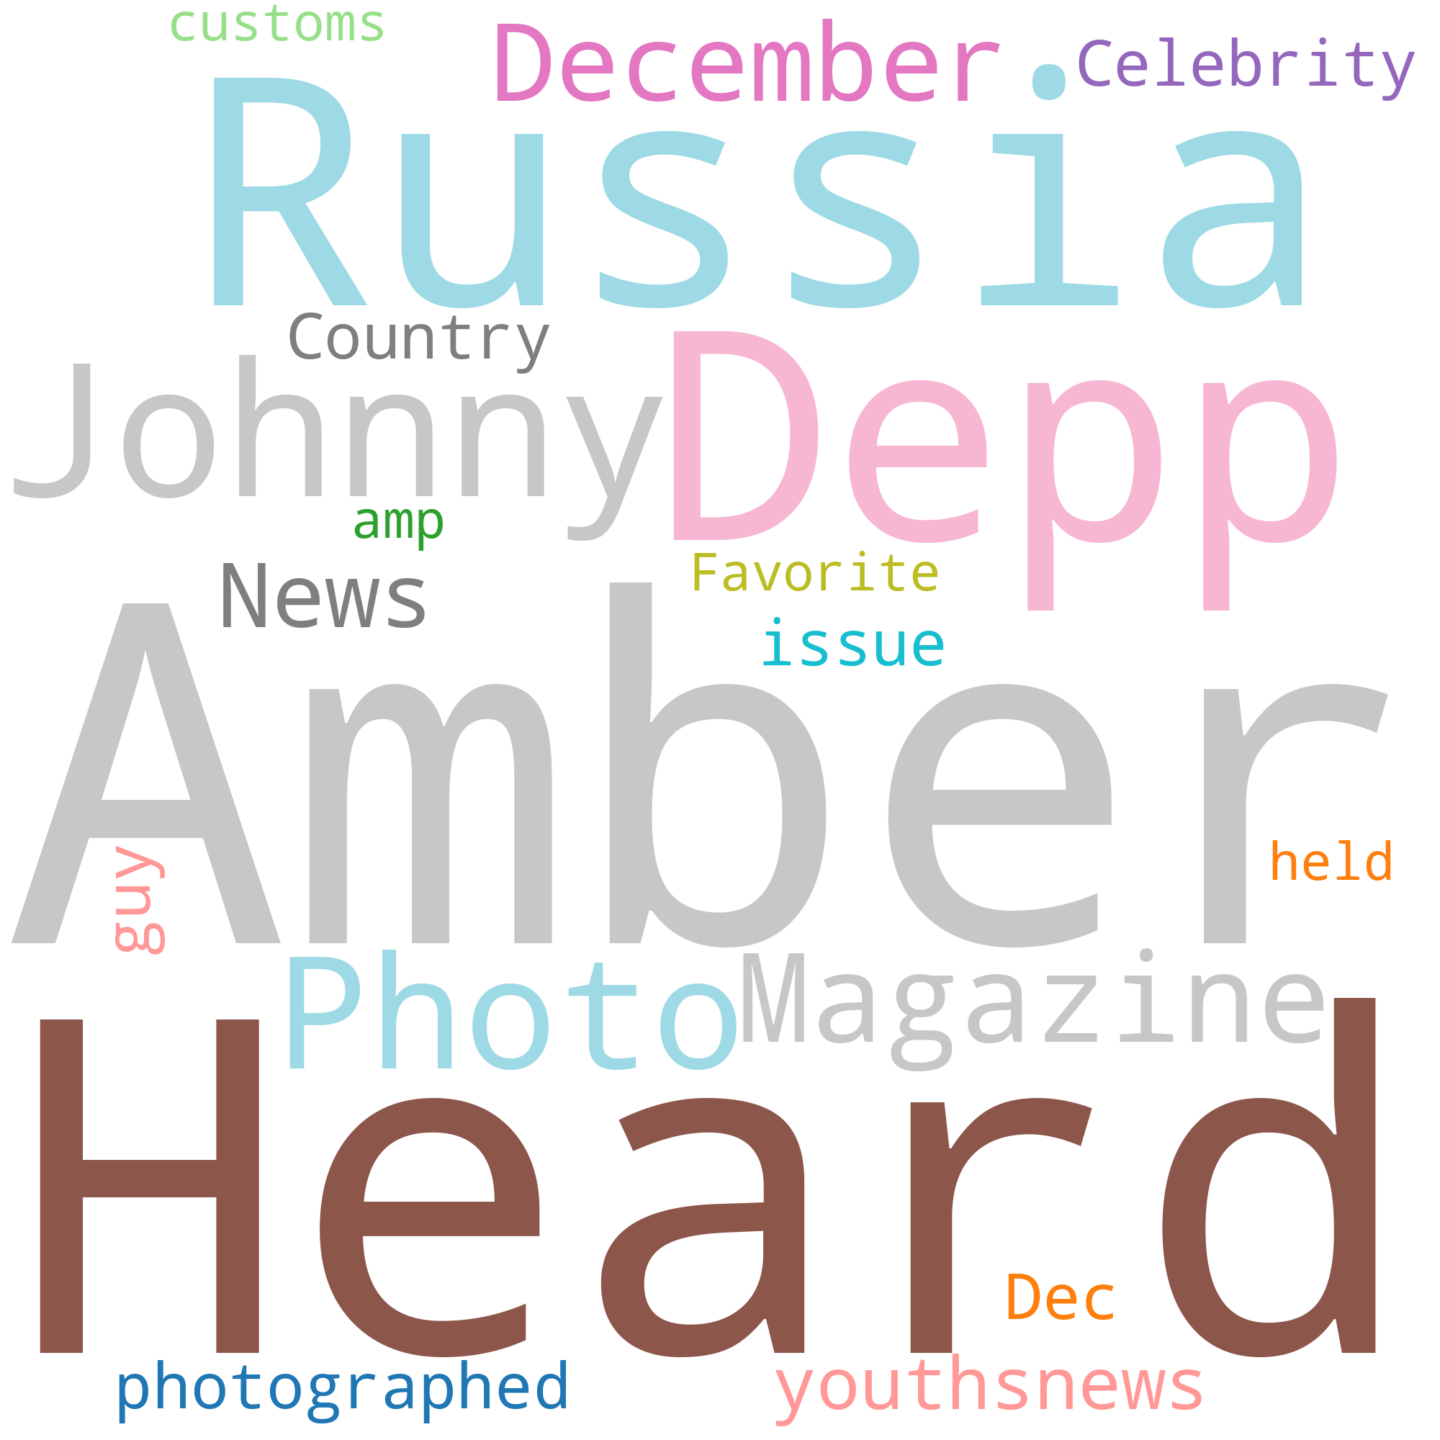 customs
December
Celebrity
Russia
Country
Johnny
Depp
amp
News
Favorite
issue
Amber
guy
held
Photo
Magazine
Heard
Dec
photographed
youthsnews